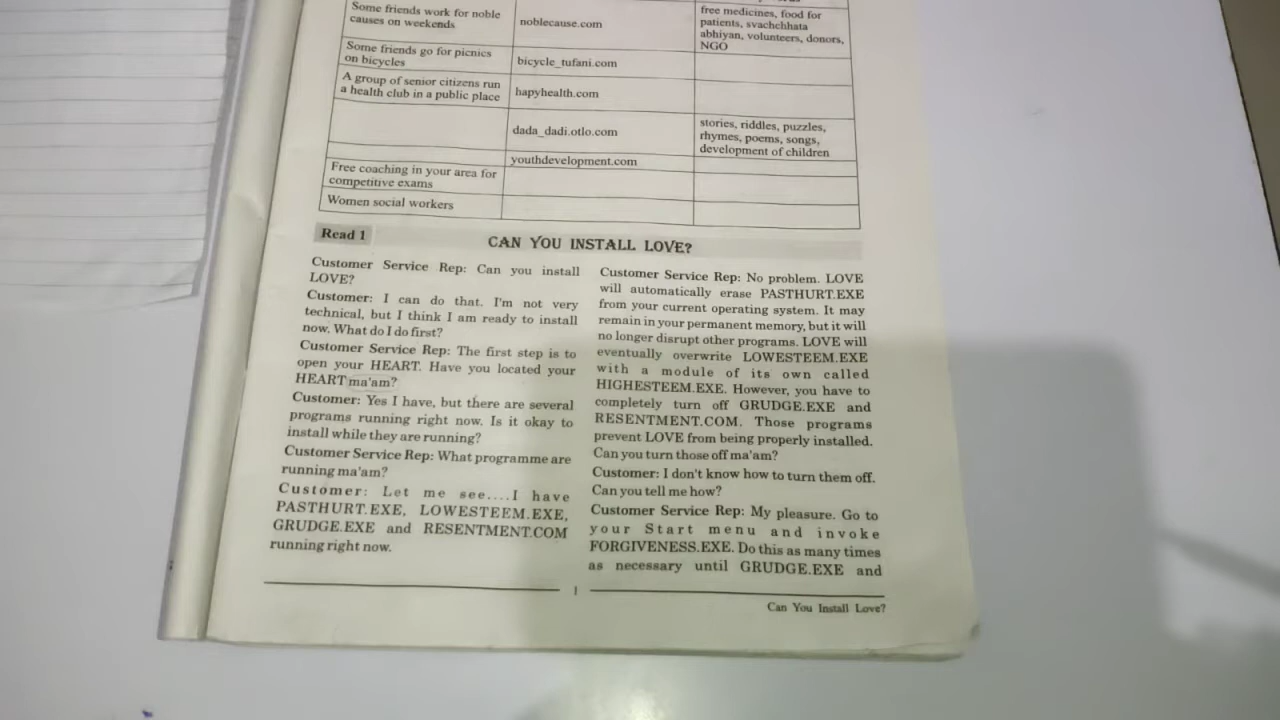 Some friends work for noble
causes on weekends
noblecause.com
free medicines, food for
patients, svachchhata
abhiyan, volunteers, donors,
NGO
Some friends go for picnics
on bicycles
bicycle_tufani.com
A group of senior citizens run
a health club in a public place
hapyhealth.com
dada_dadi.otlo.com
stories, riddles, puzzles,
rhymes, poems, songs,
development of children
youthdevelopment.com
Free coaching in your area for
competitive exams
Women social workers
Read 1
CAN YOU INSTALL LOVE?
Customer Service Rep: Can you install
LOVE?
Customer: I can do that. I'm not very
technical, but I think I am ready to install
now. What do I do first?
Customer Service Rep: The first step is to
open your HEART. Have you located your
HEART ma'am?
Customer: Yes I have, but there are several
programs running right now. Is it okay to
install while they are running?
Customer Service Rep: What programme are
running ma'am?
Customer: Let me see....I have
PASTHURT.EXE, LOWESTEEM.EXE,
GRUDGE.EXE and RESENTMENT.COM
running right now.
Customer Service Rep: No problem. LOVE
will automatically erase PASTHURT.EXE
from your current operating system. It may
remain in your permanent memory, but it will
no longer disrupt other programs. LOVE will
eventually overwrite LOWESTEEM.EXE
with a module of its own called
HIGHESTEEM.EXE. However, you have to
completely turn off GRUDGE.EXE and
RESENTMENT.COM. Those programs
prevent LOVE from being properly installed.
Can you turn those off ma'am?
Customer: I don't know how to turn them off.
Can you tell me how?
Customer Service Rep: My pleasure. Go to
your Start menu and invoke
FORGIVENESS.EXE. Do this as many times
as necessary until GRUDGE.EXE and
1
Can You Install Love?